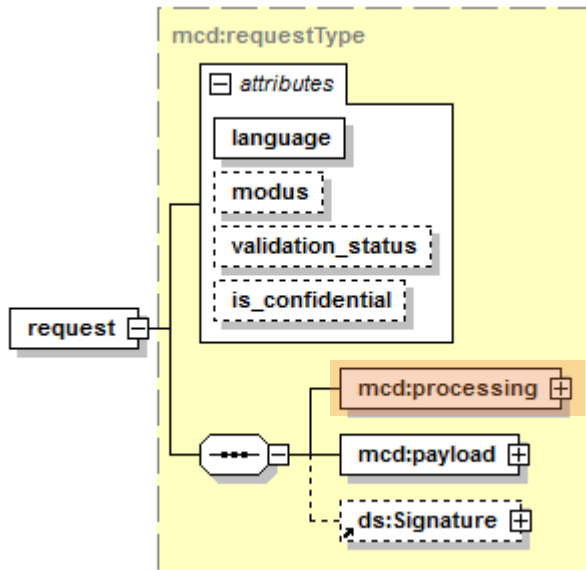 mcd:requestType
attributes
language
modus
validation_status
is_confidential
request
mcd:processing
mcd:payload
ds:Signature